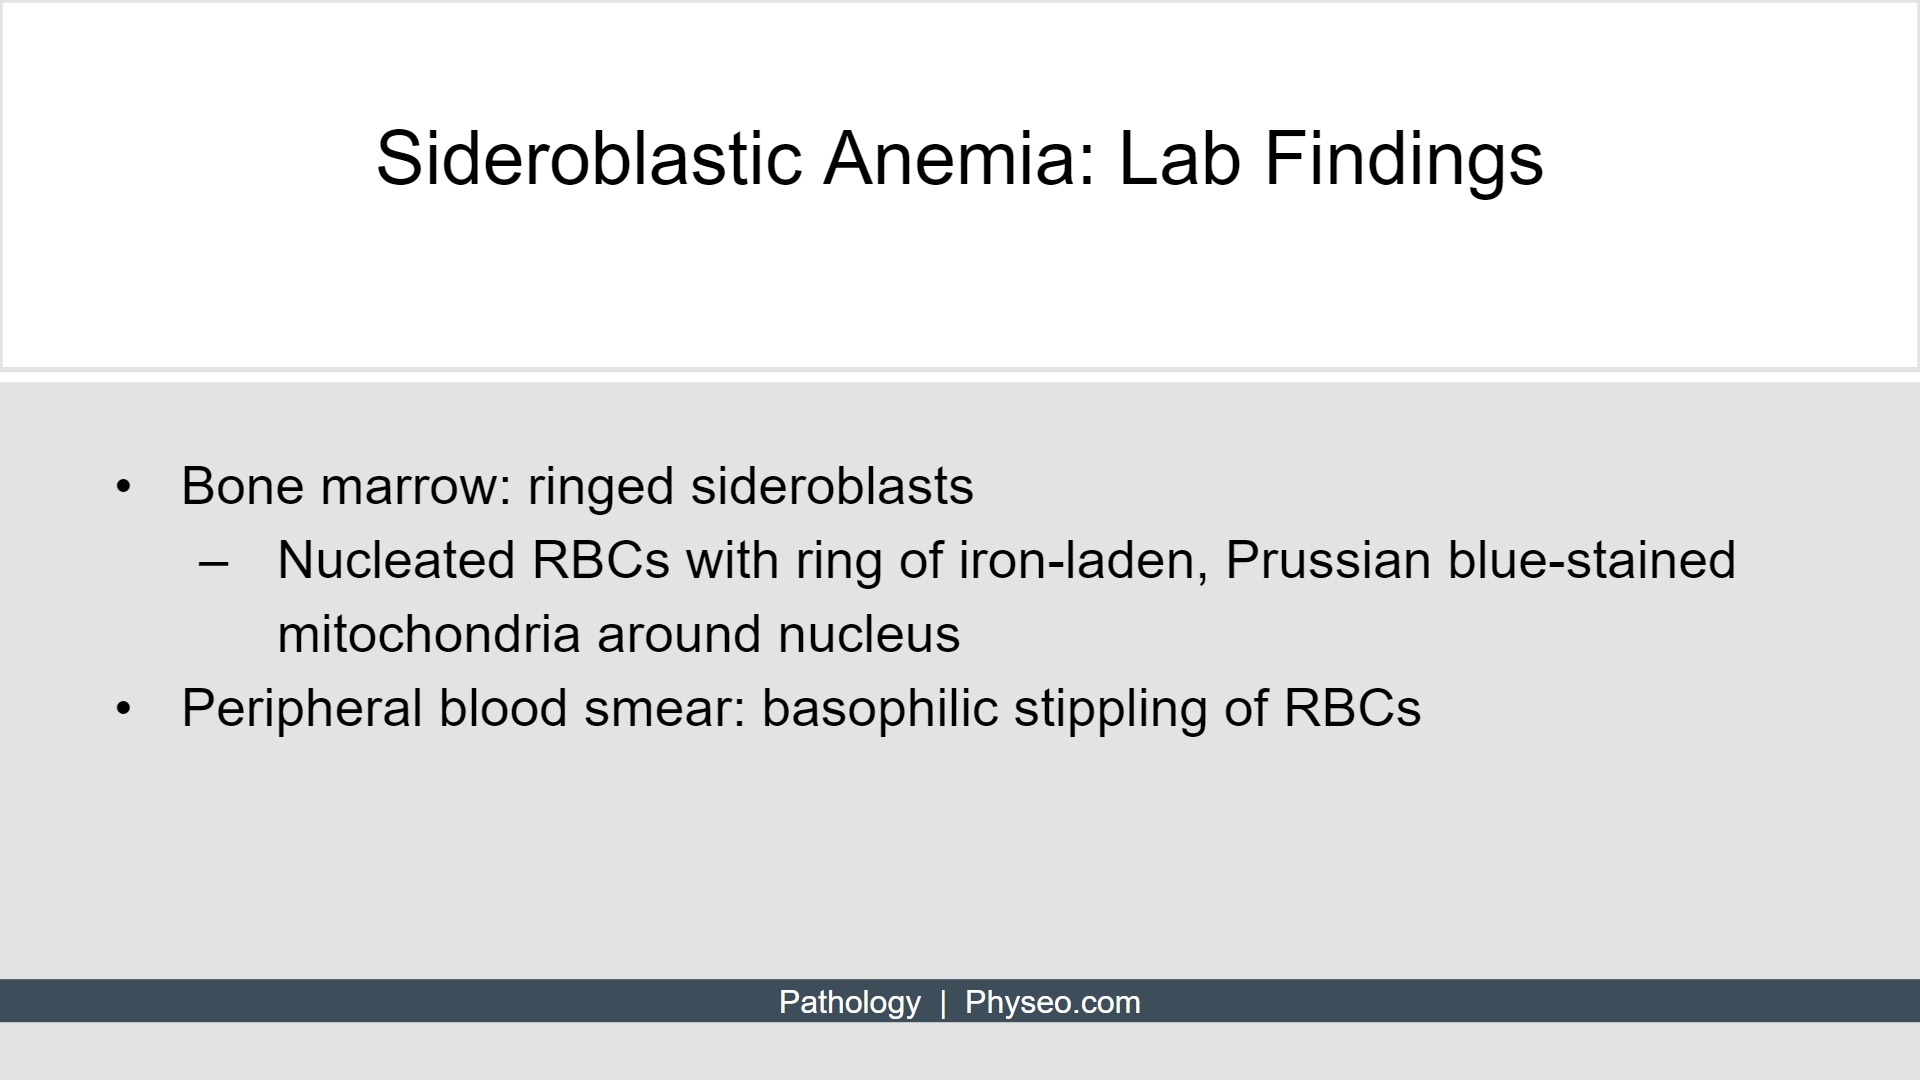 Sideroblastic Anemia: Lab Findings
• Bone marrow: ringed sideroblasts
– Nucleated RBCs with ring of iron-laden, Prussian blue-stained
mitochondria around nucleus
• Peripheral blood smear: basophilic stippling of RBCs
Pathology | Physeo.com